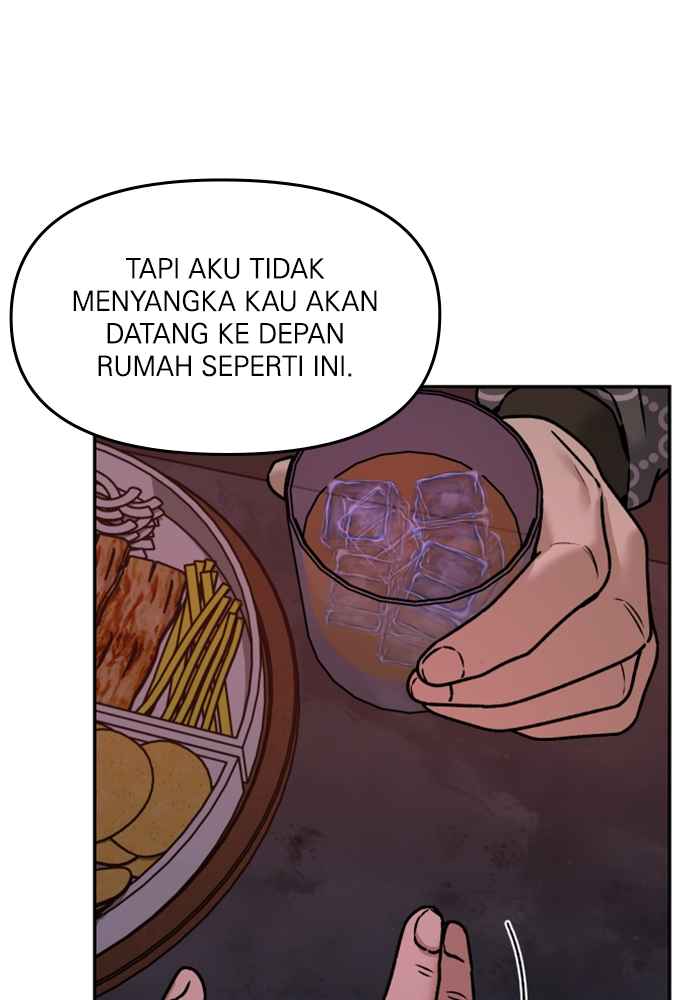 TAPI AKU TIDAK
MENYANGKA KAU AKAN
DATANG KE DEPAN
RUMAH SEPERTI INI.